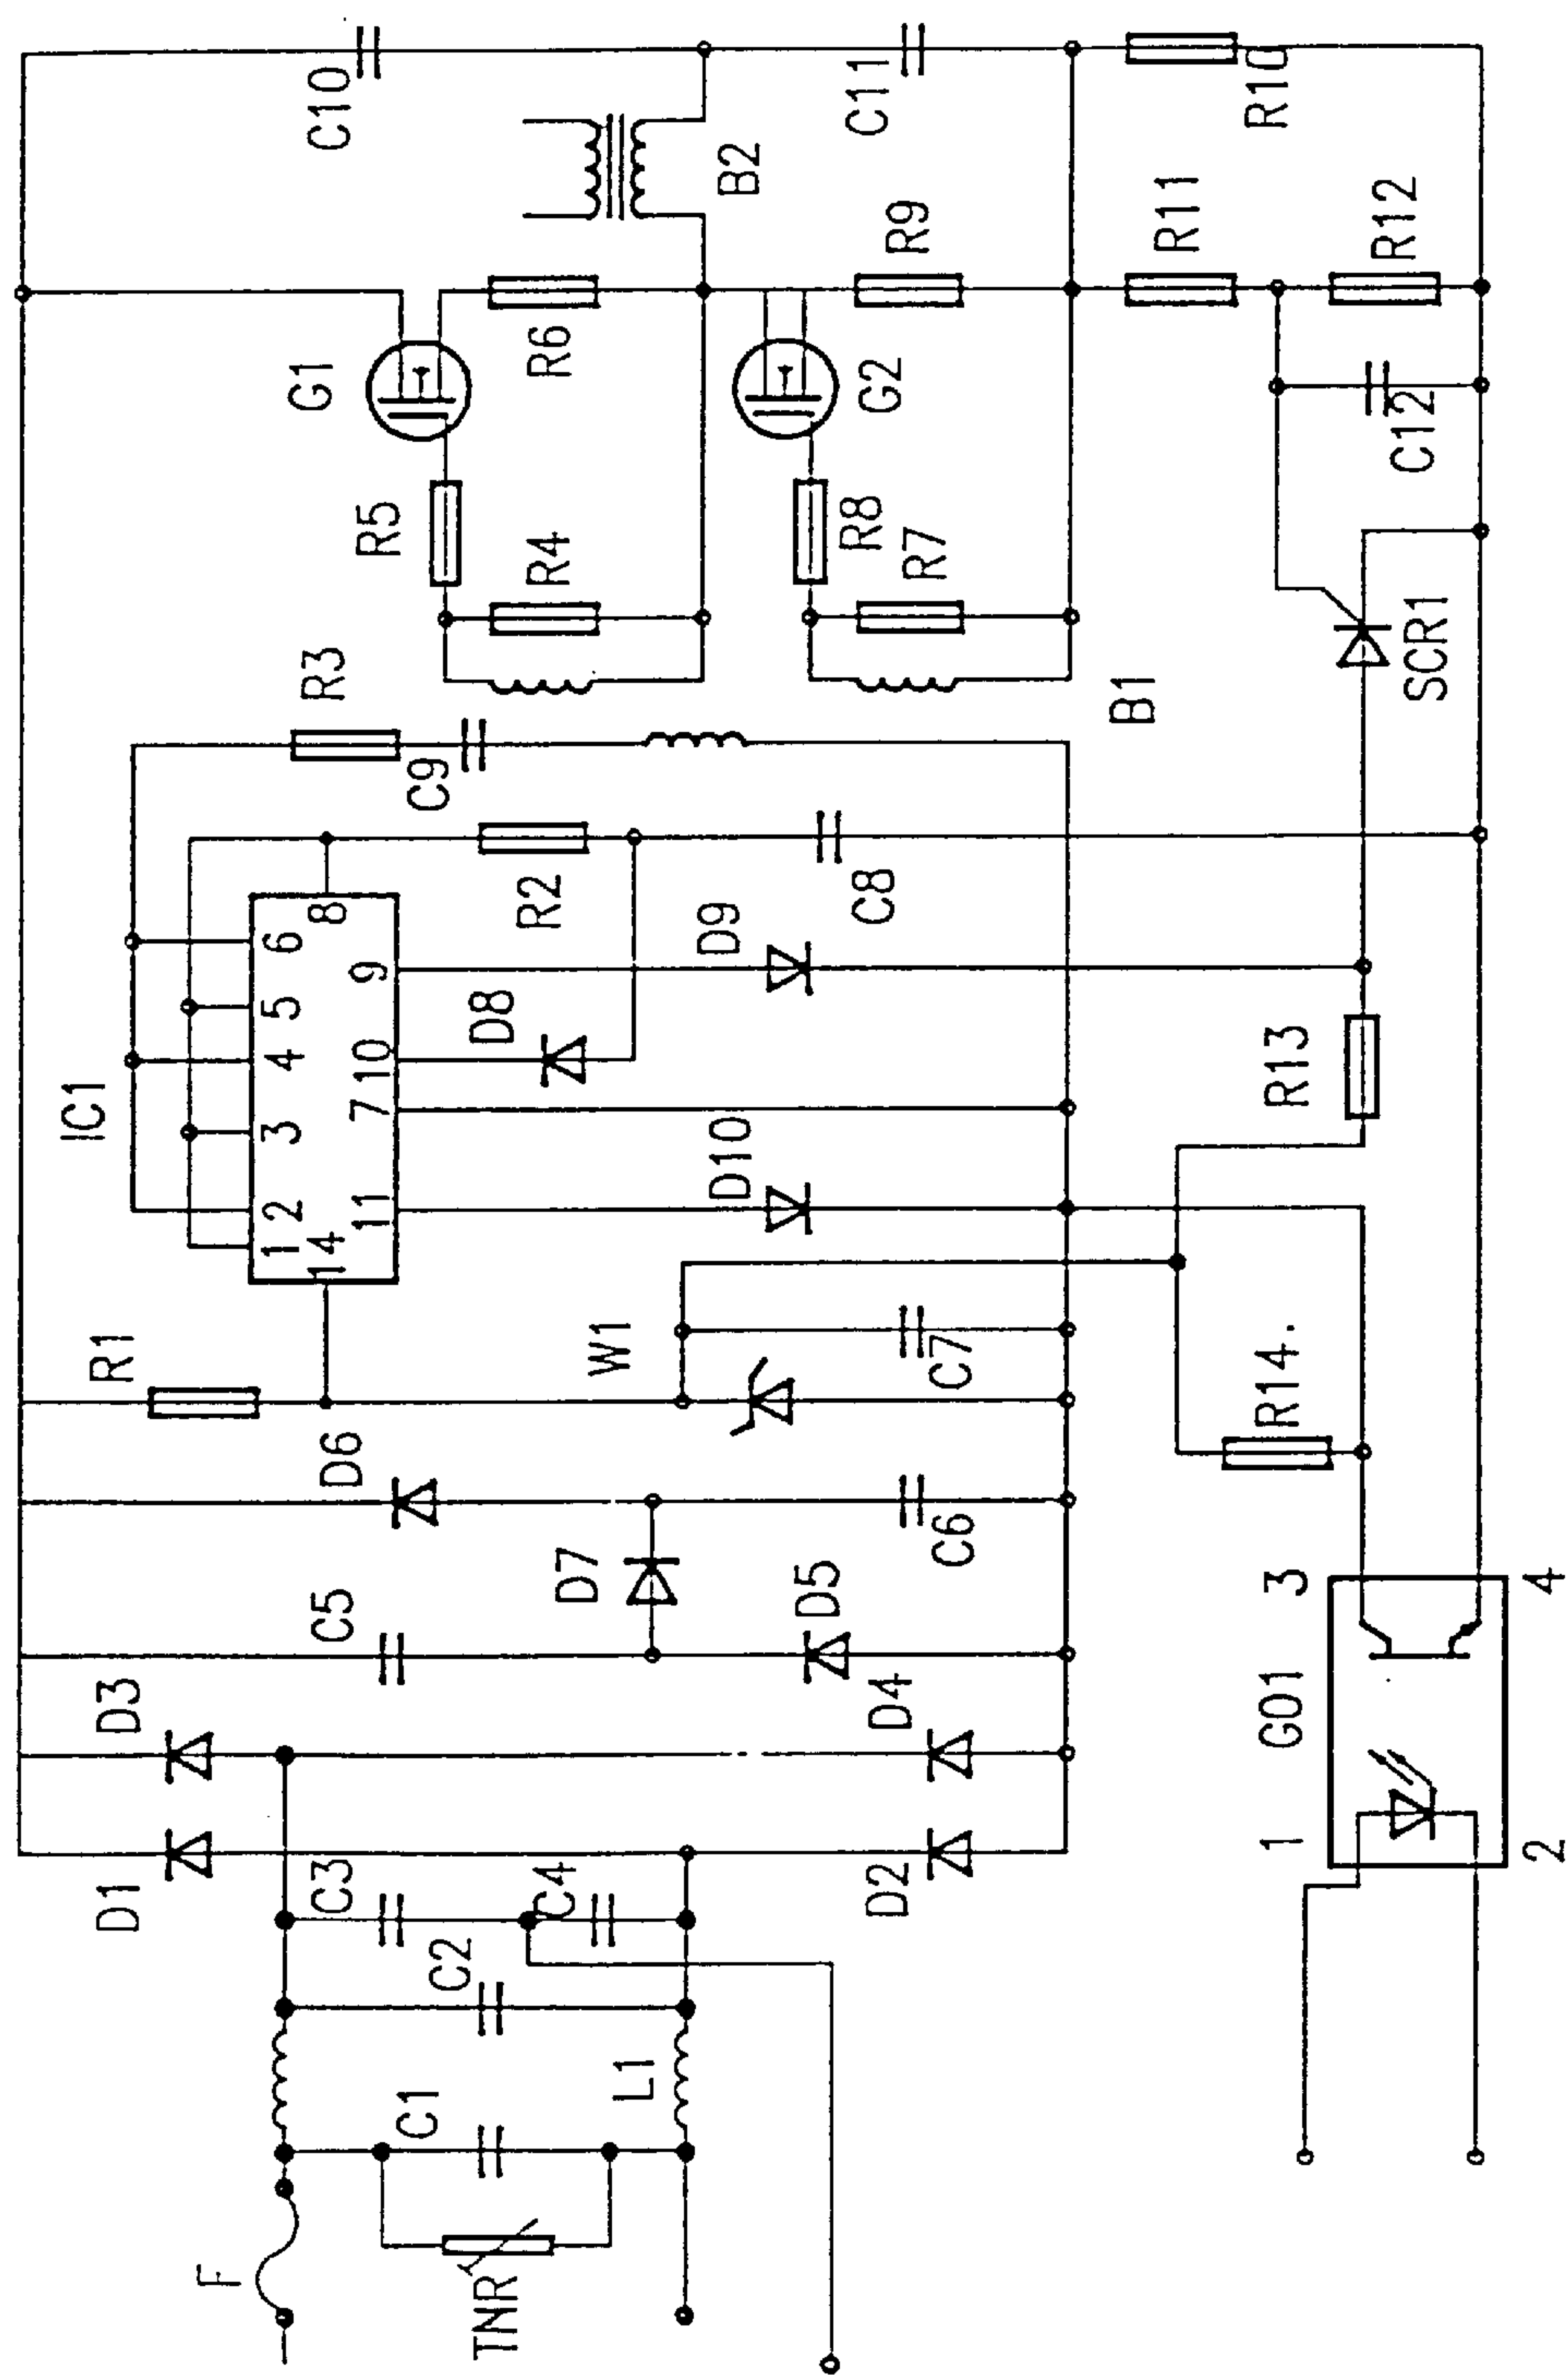 C10
B2
C11
R10
G1
R6
R9
R11
R12
G2
R5
R4
R8
R7
C12
R3
C9
B1
SCR1
IC1
6
5
4
3
2
1
8
9
10
7
11
14
R2
C8
D9
D8
D10
R13
R1
W1
C7
R14.
D6
D7
C6
C5
D5
D3
D4
D1
D2
C3
C4
C2
C1
L1
F
TNR
GO1
3
4
1
2